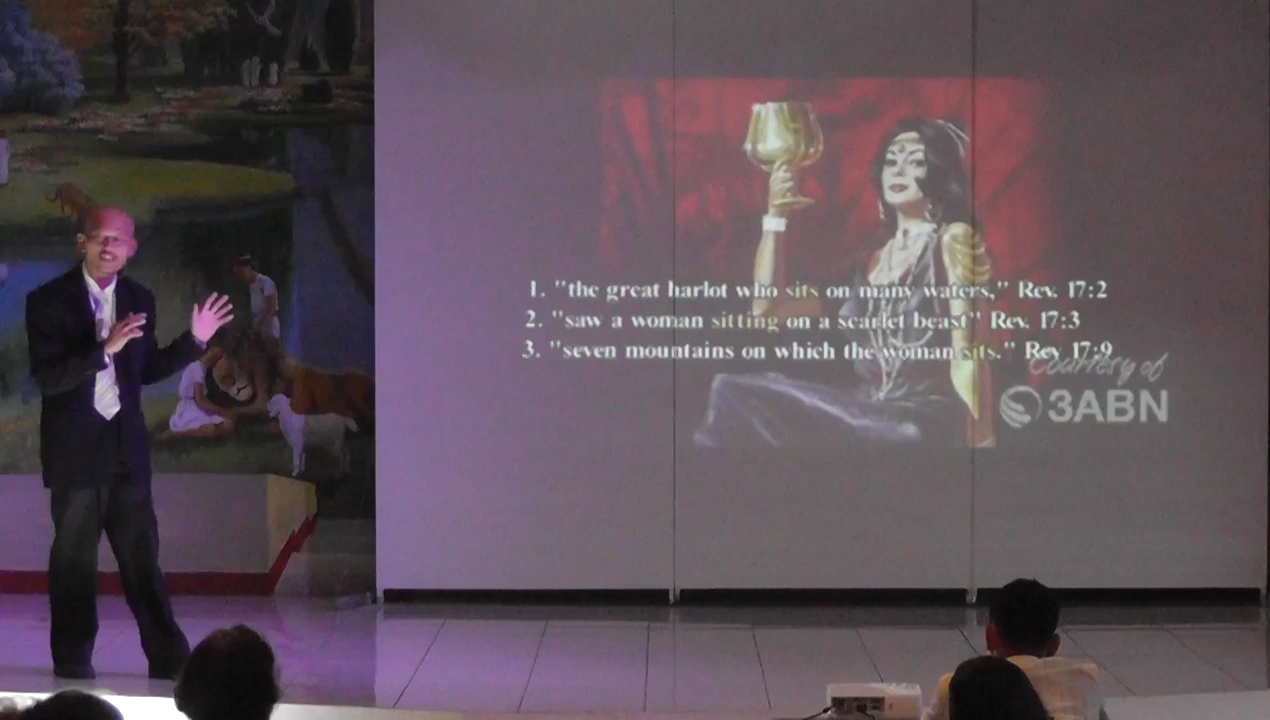 1. "the great harlot who sits on many waters," Rev. 17:2
2. "saw a woman sitting on a scarlet beast" Rev. 17:3
3. "seven mountains on which the woman sits." Rev 17:9
Courtesy of
3ABN